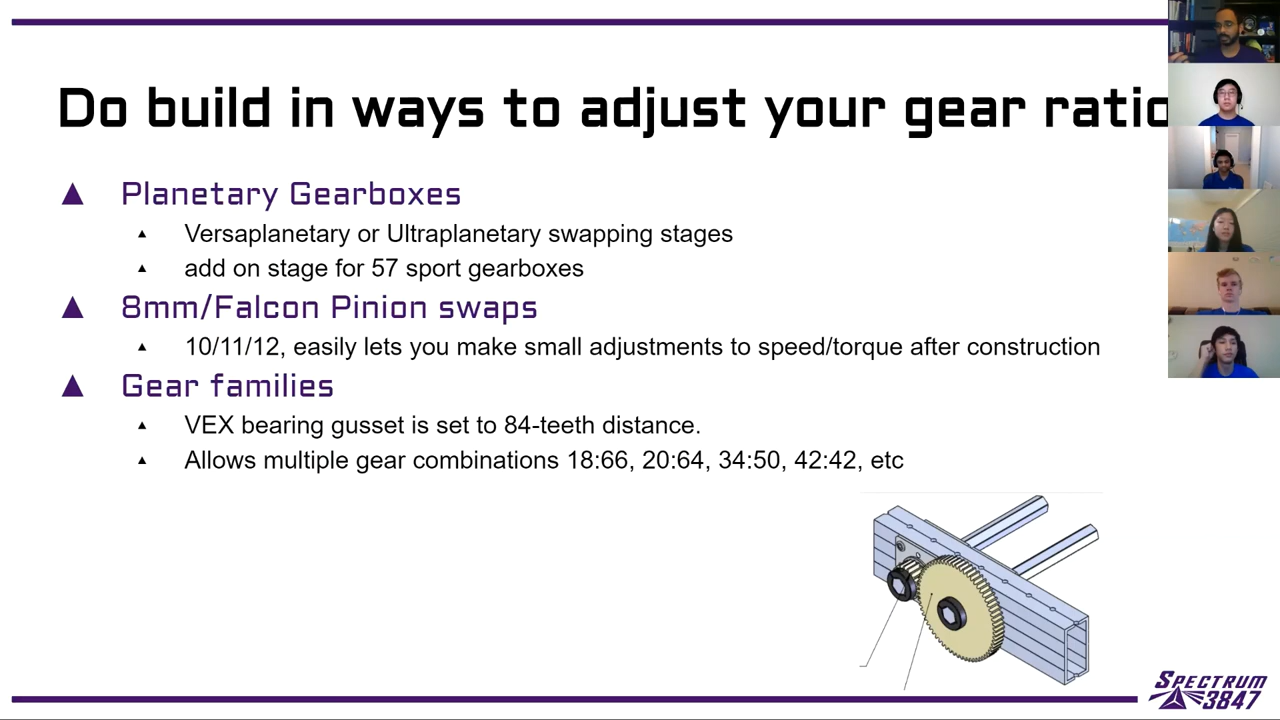 Do build in ways to adjust your gear ratio
Planetary Gearboxes
Versaplanetary or Ultraplanetary swapping stages
add on stage for 57 sport gearboxes
8mm/Falcon Pinion swaps
10/11/12, easily lets you make small adjustments to speed/torque after construction
Gear families
VEX bearing gusset is set to 84-teeth distance.
Allows multiple gear combinations 18:66, 20:64, 34:50, 42:42, etc
SPECTRUM
3847